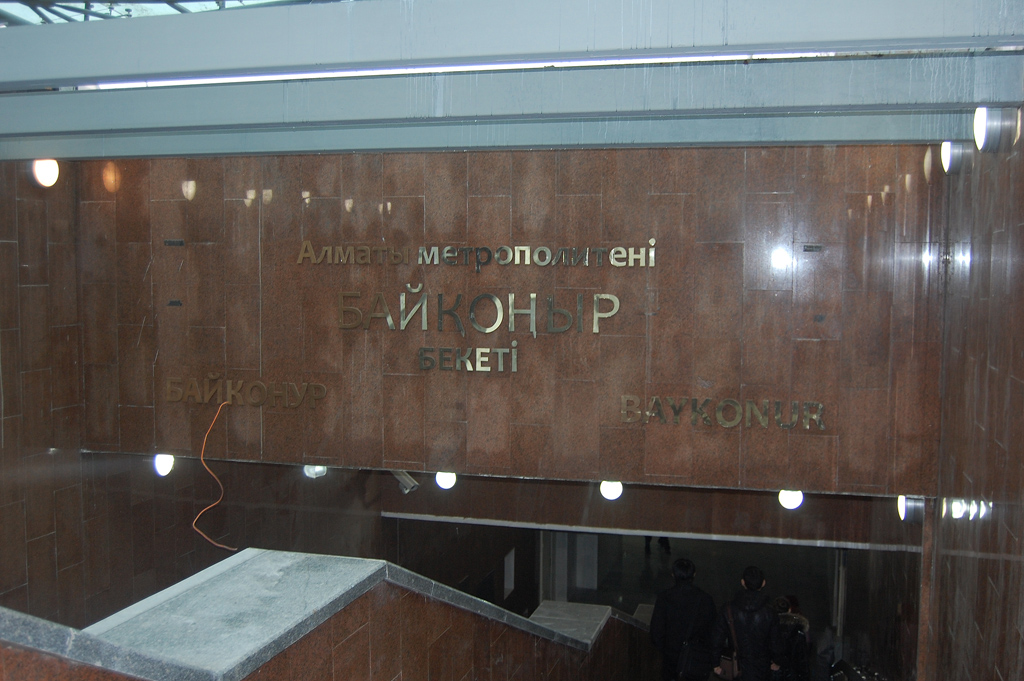 Алматы метрополитені
БАЙҚОҢЫР
БЕКЕТІ
БАЙКОНУР
BAYKONUR